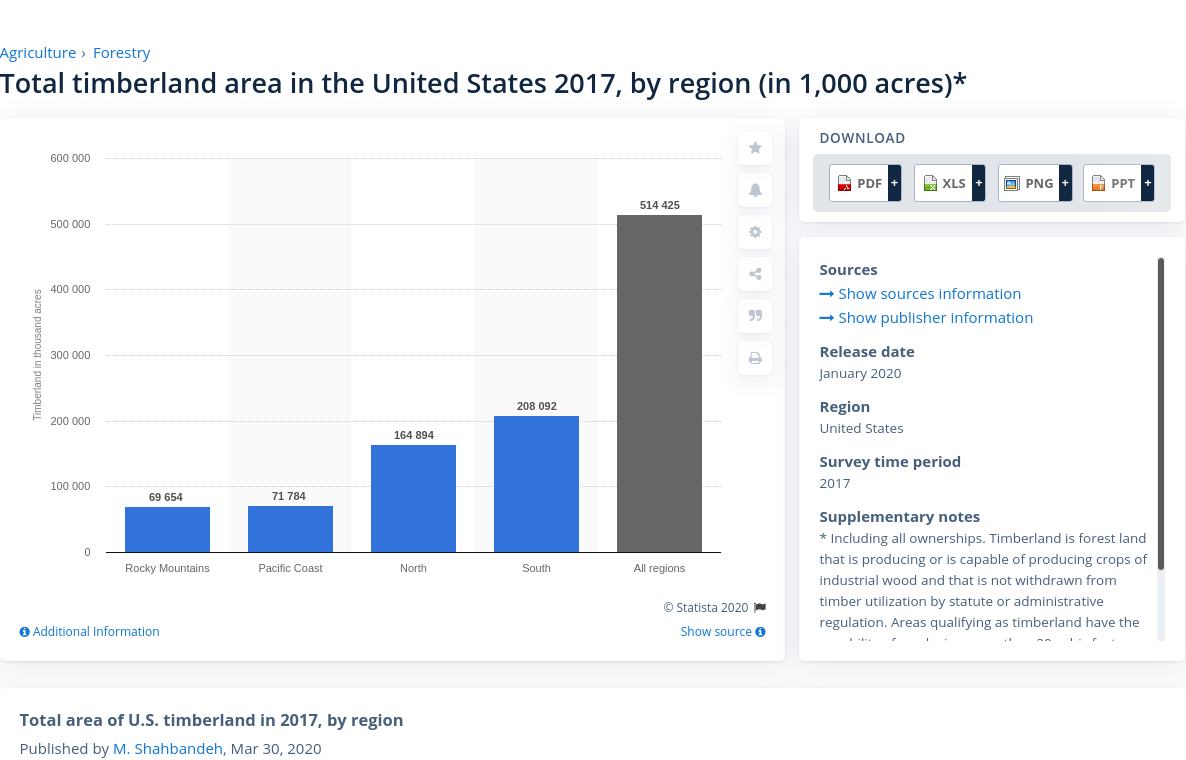 Agriculture › Forestry
Total timberland area in the United States 2017, by region (in 1,000 acres)*
600 000
500 000
400 000
300 000
200 000
100 000
0
Timberland in thousand acres
69 654
71 784
164 894
208 092
514 425
Rocky Mountains
Pacific Coast
North
South
All regions
© Statista 2020
Additional Information
Show source
DOWNLOAD
PDF +
XLS +
PNG +
PPT +
Sources
Show sources information
Show publisher information
Release date
January 2020
Region
United States
Survey time period
2017
Supplementary notes
* Including all ownerships. Timberland is forest land
that is producing or is capable of producing crops of
industrial wood and that is not withdrawn from
timber utilization by statute or administrative
regulation. Areas qualifying as timberland have the
Total area of U.S. timberland in 2017, by region
Published by M. Shahbandeh, Mar 30, 2020